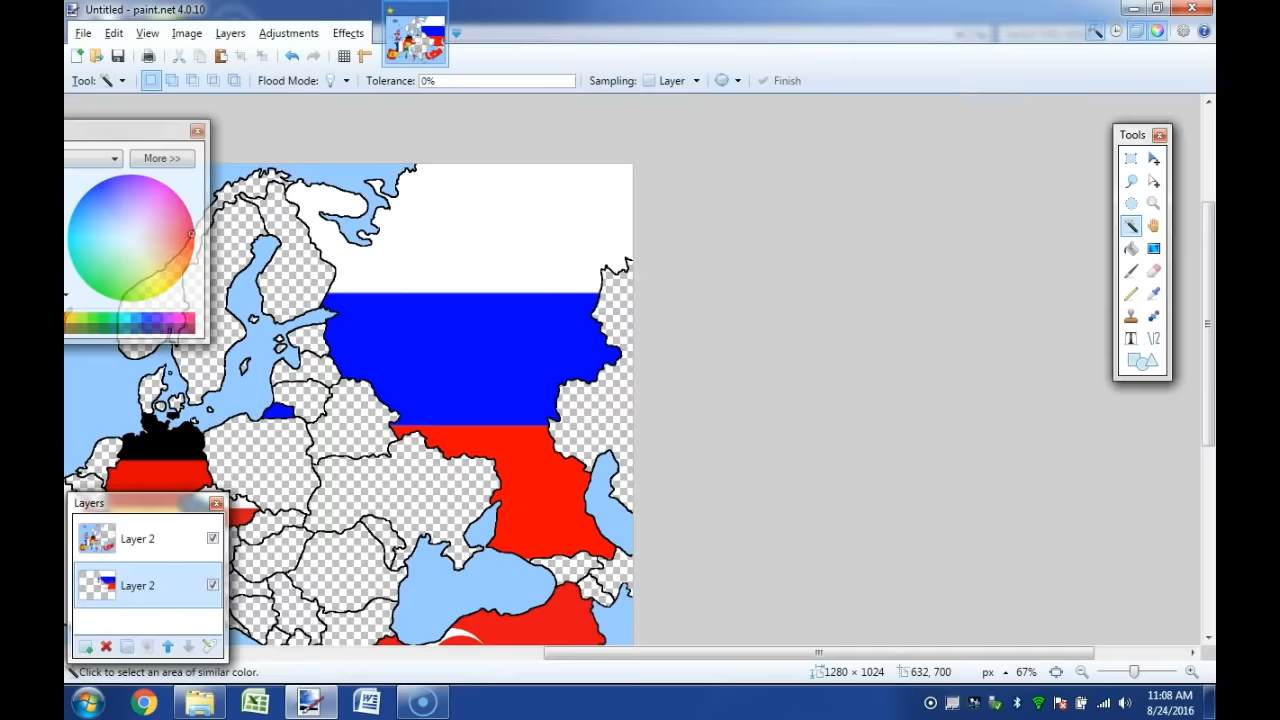 Untitled - paint.net 4.0.10
File Edit View Image Layers Adjustments Effects
Tool: Flood Mode: Tolerance: 0% Sampling: Layer Finish
More >>
Tools
Layers
Layer 2
Layer 2
Click to select an area of similar color.
1280 × 1024
632, 700
px
67%
11:08 AM
8/24/2016